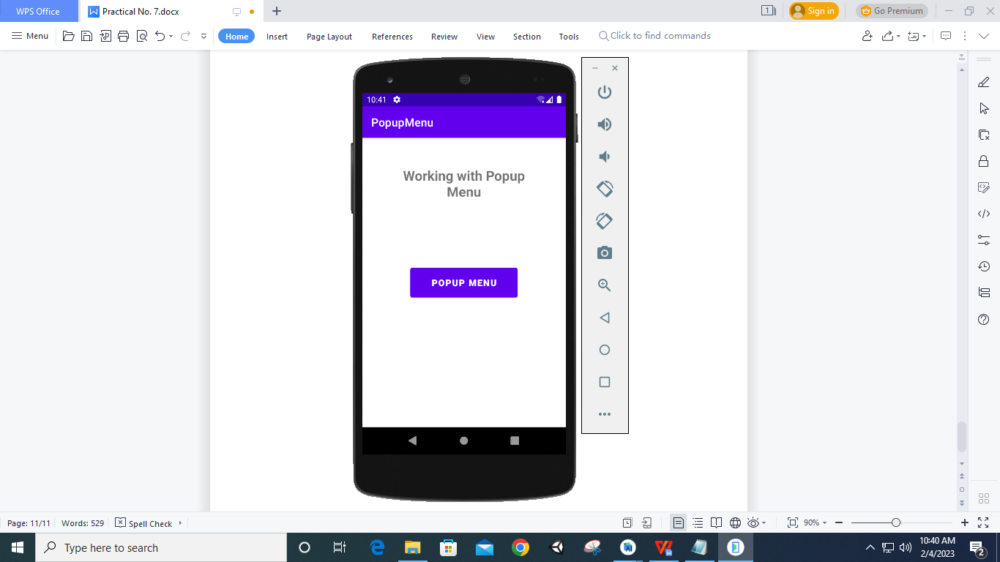 WPS Office
Practical No. 7.docx
1
Sign in
Go Premium
Menu
Home
Insert
Page Layout
References
Review
View
Section
Tools
Click to find commands
10:41
PopupMenu
Working with Popup
Menu
POPUP MENU
Page: 11/11
Words: 529
Spell Check
90%
Type here to search
10:40 AM
2/4/2023
2